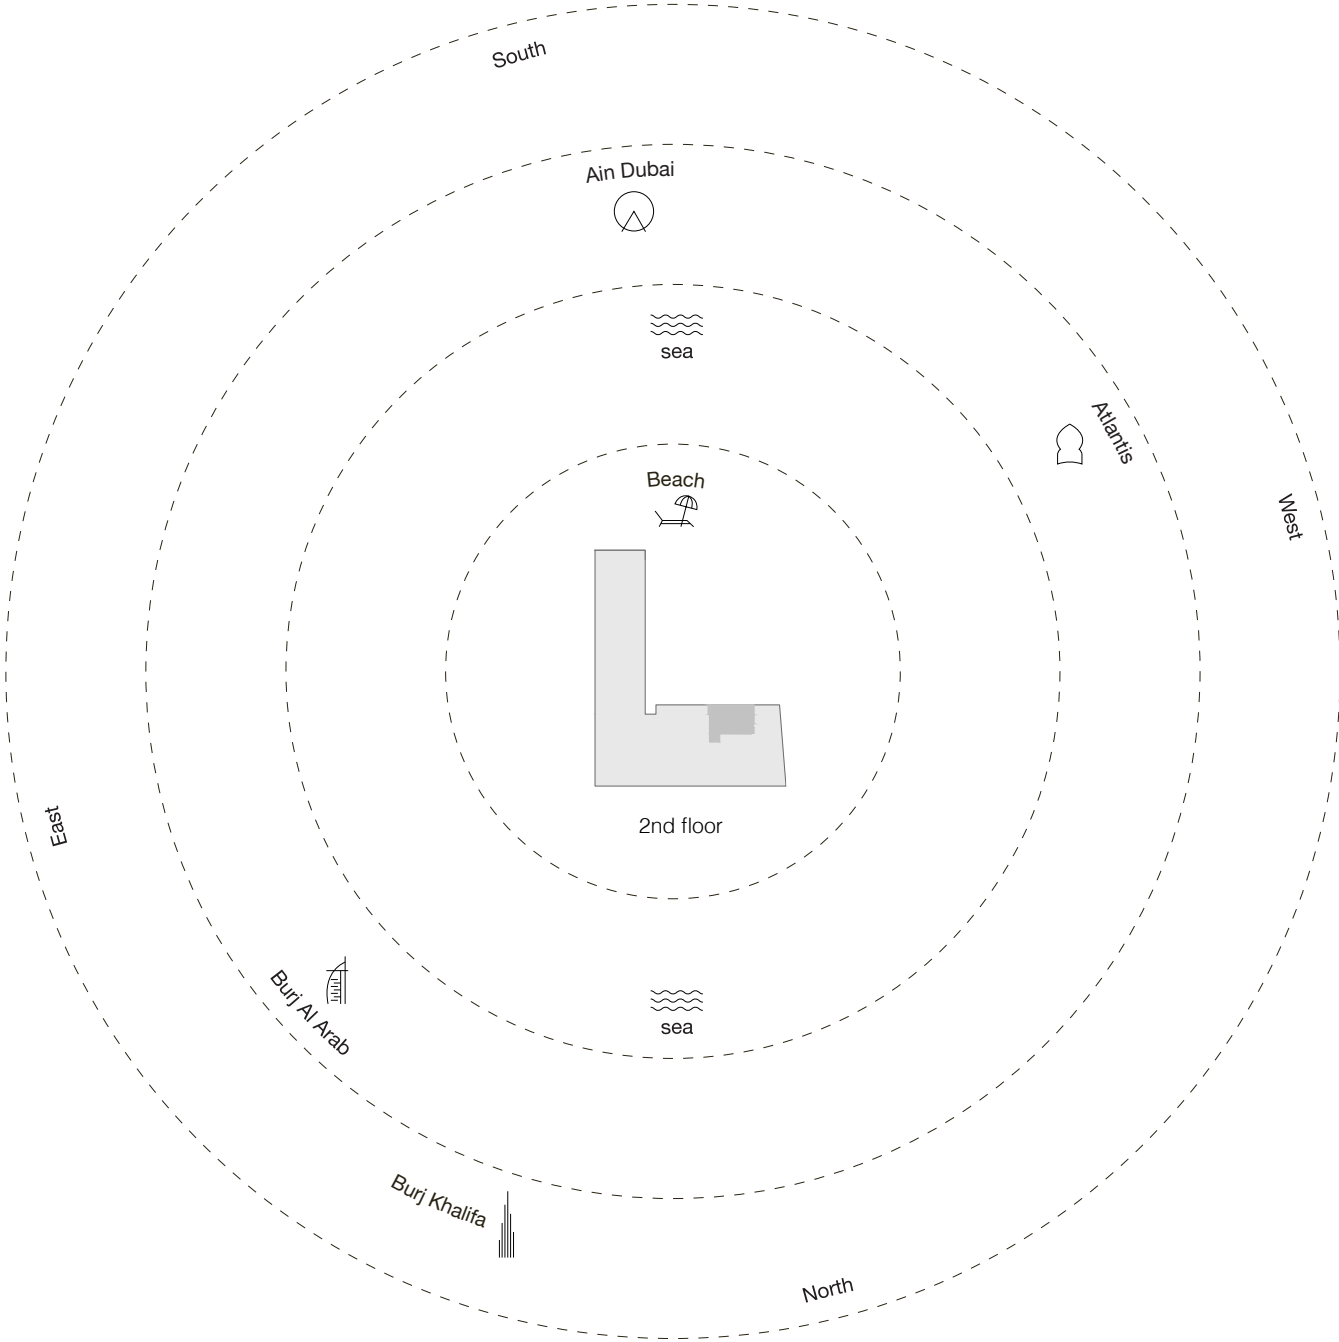 South
Ain Dubai
sea
Atlantis
Beach
West
2nd floor
East
Burj Al Arab
sea
Burj Khalifa
North